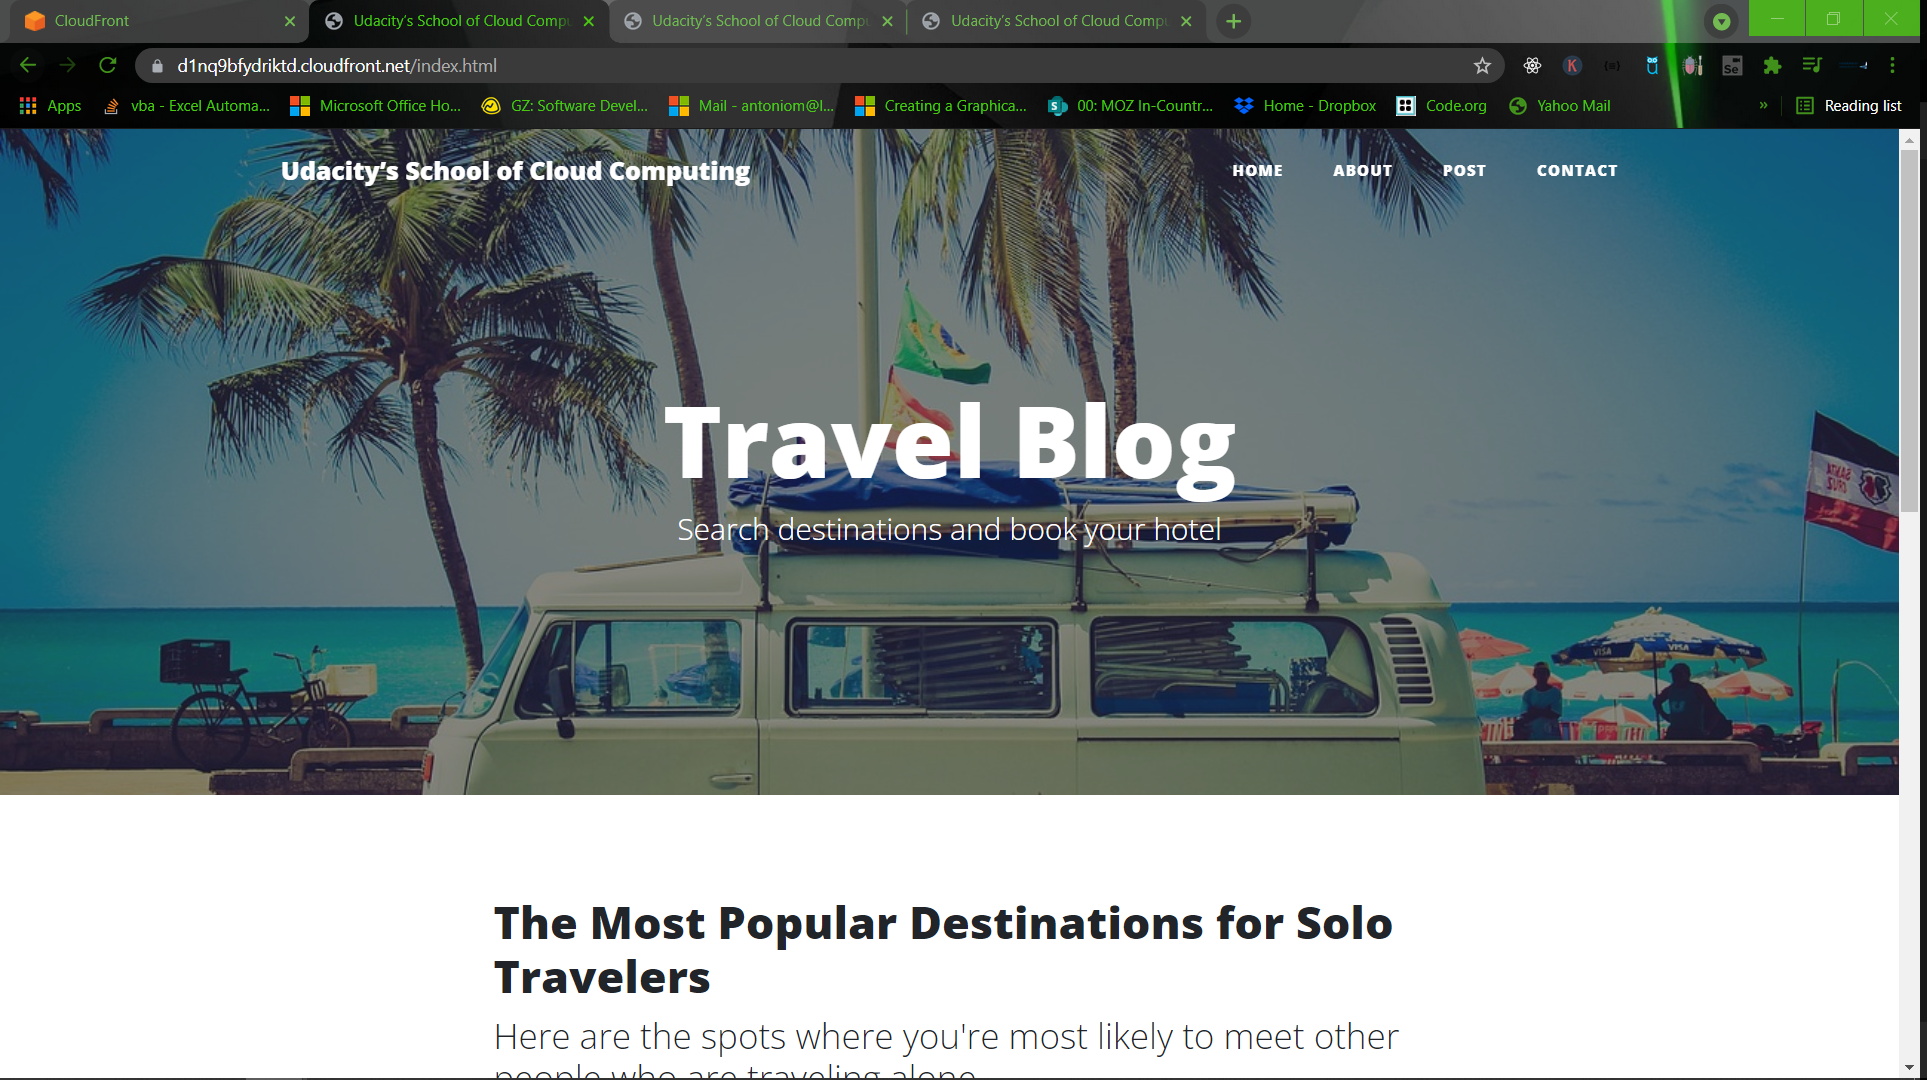 CloudFront
Udacity's School of Cloud Compu
Udacity's School of Cloud Compu
Udacity's School of Cloud Comp
d1nq9bfydriktd.cloudfront.net/index.html
Apps
vba - Excel Automa...
Microsoft Office Ho...
GZ: Software Devel...
Mail - antoniom@l...
Creating a Graphica...
00: MOZ In-Countr...
Home - Dropbox
Code.org
Yahoo Mail
»
Reading list
Udacity’s School of Cloud Computing
HOME
ABOUT
POST
CONTACT
Travel Blog
Search destinations and book your hotel
VISA
VISA
The Most Popular Destinations for Solo
Travelers
Here are the spots where you're most likely to meet other
people who are traveling alone